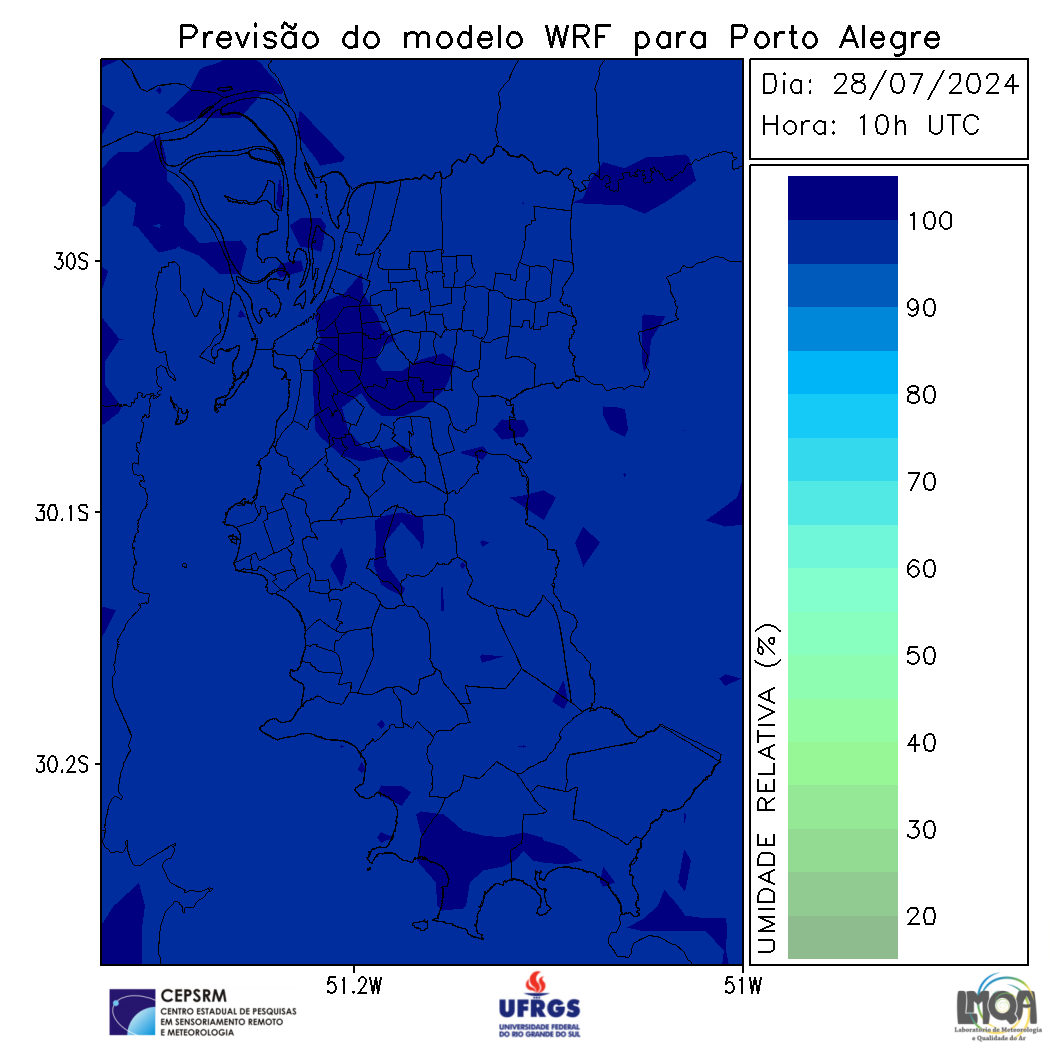 Previsão do modelo WRF para Porto Alegre
Dia: 28/07/2024
Hora: 10h UTC
30S
30.1S
30.2S
51.2W
51W
100
90
80
70
60
50
40
30
20
UMIDADE RELATIVA (%)
CEPSRM
CENTRO ESTADUAL DE PESQUISAS
EM SENSORIAMENTO REMOTO
E METEOROLOGIA
UFRGS
UNIVERSIDADE FEDERAL
DO RIO GRANDE DO SUL
LMQA
Laboratório de Meteorologia
e Qualidade do Ar